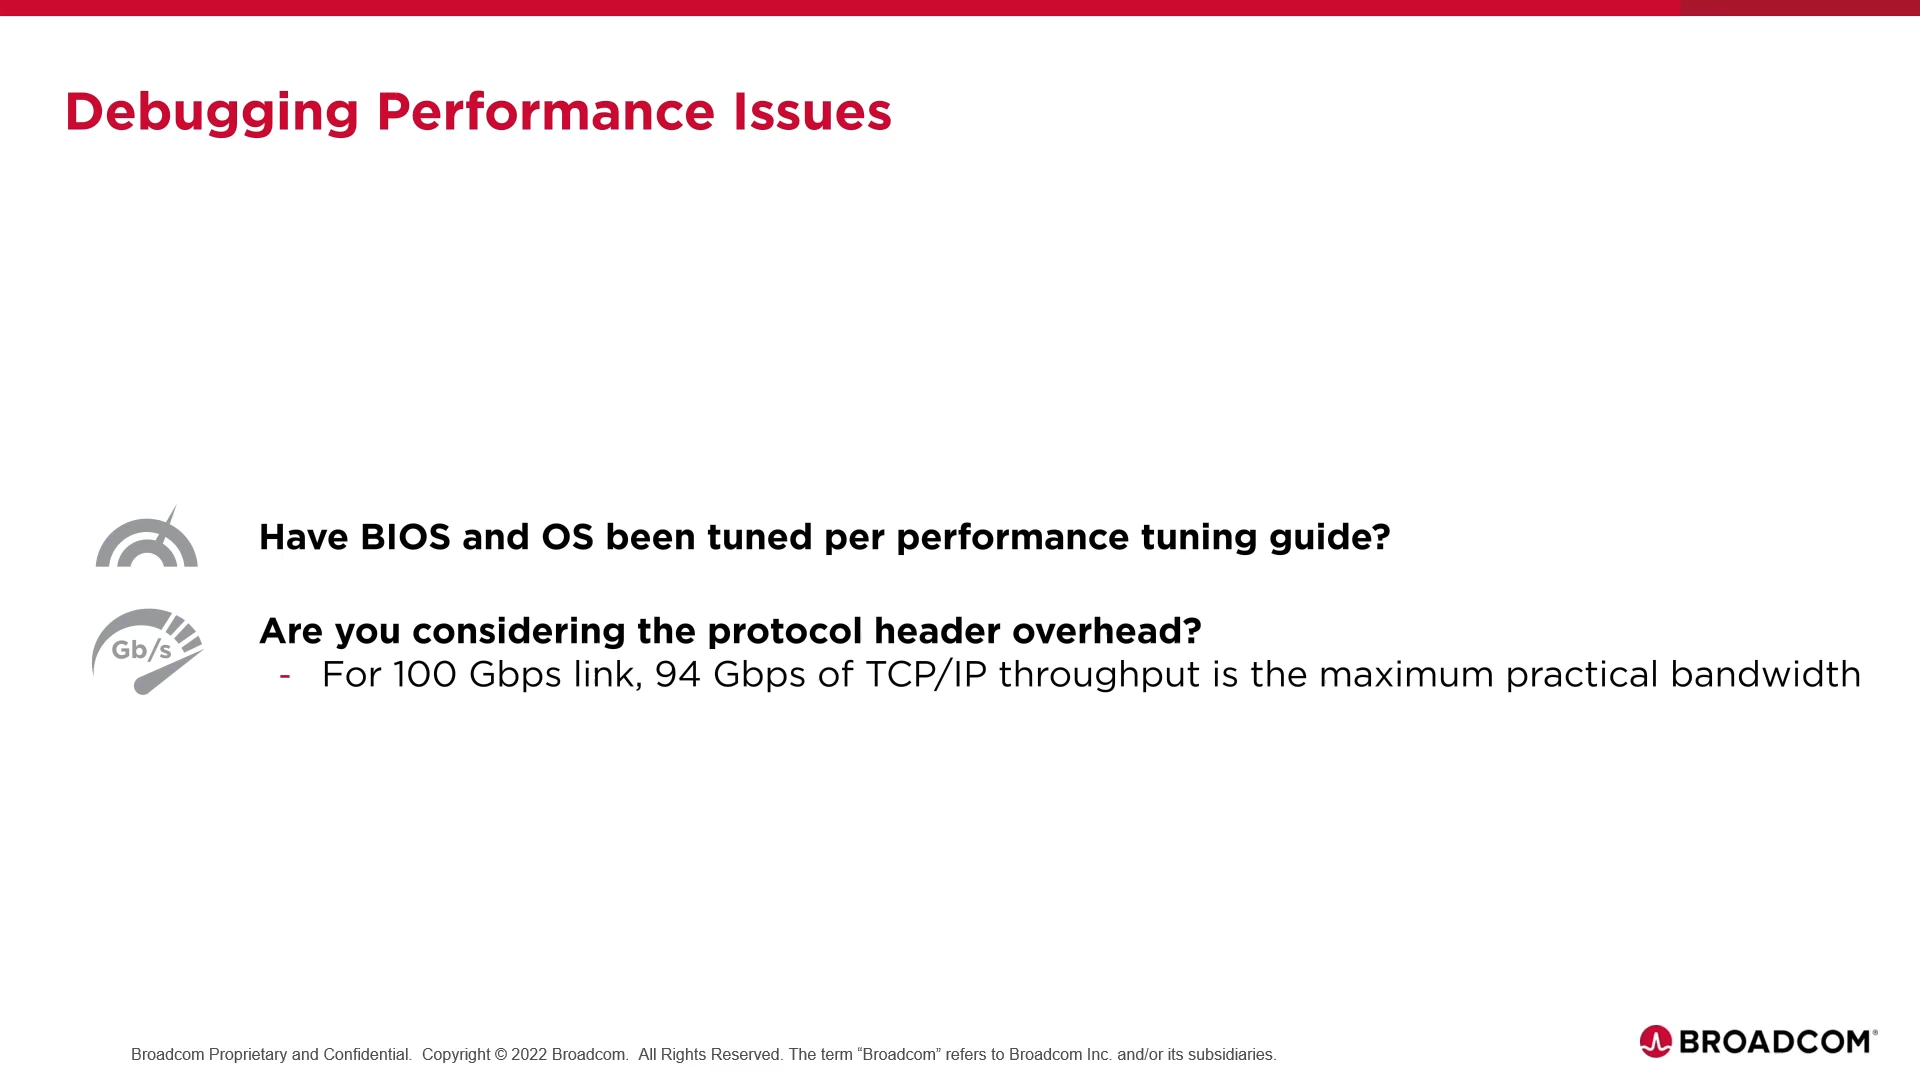 Debugging Performance Issues
Have BIOS and OS been tuned per performance tuning guide?
Gb/s
Are you considering the protocol header overhead?
- For 100 Gbps link, 94 Gbps of TCP/IP throughput is the maximum practical bandwidth
Broadcom Proprietary and Confidential.  Copyright © 2022 Broadcom.  All Rights Reserved. The term “Broadcom” refers to Broadcom Inc. and/or its subsidiaries.
BROADCOM®